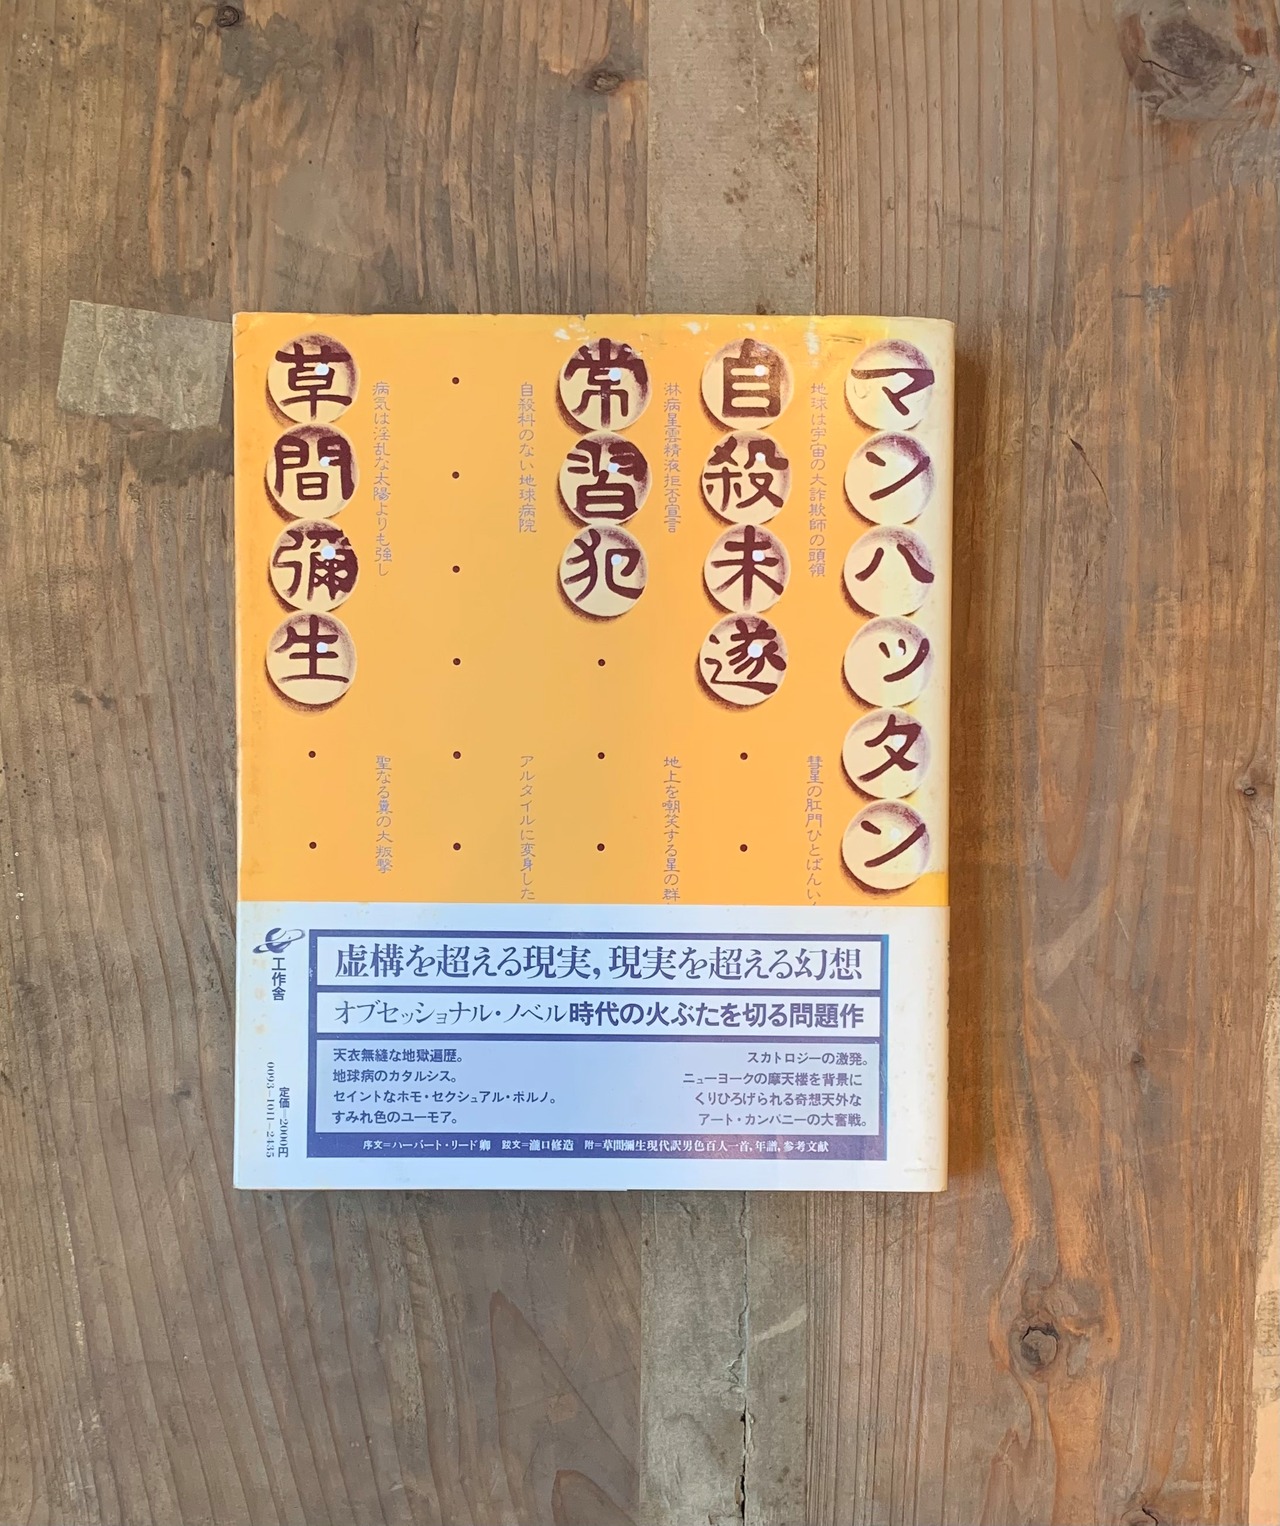 マンハッタン
地球は宇宙の大詐欺師の頭領
彗星の肛門ひとばんい
自殺未遂
淋病星雲精液拒否宣言
地上を嘲笑する星の群
常習犯
自殺科のない地球病院
アルタイルに変身した
病気は淫乱な太陽よりも強し
聖なる糞の大叛撃
草間彌生
虚構を超える現実，現実を超える幻想
オブセッショナル・ノベル時代の火ぶたを切る問題作
天衣無縫な地獄遍歴。
地球病のカタルシス。
セイントなホモ・セクシュアル・ポルノ。
すみれ色のユーモア。
スカトロジーの激発。
ニューヨークの摩天楼を背景に
くりひろげられる奇想天外な
アート・カンパニーの大奮戦。
序文＝ハーバート・リード卿　跋文＝瀧口修造　附＝草間彌生現代訳男色百人一首，年譜，参考文献
工作舎
定価＝2000円
0093-1011-2435